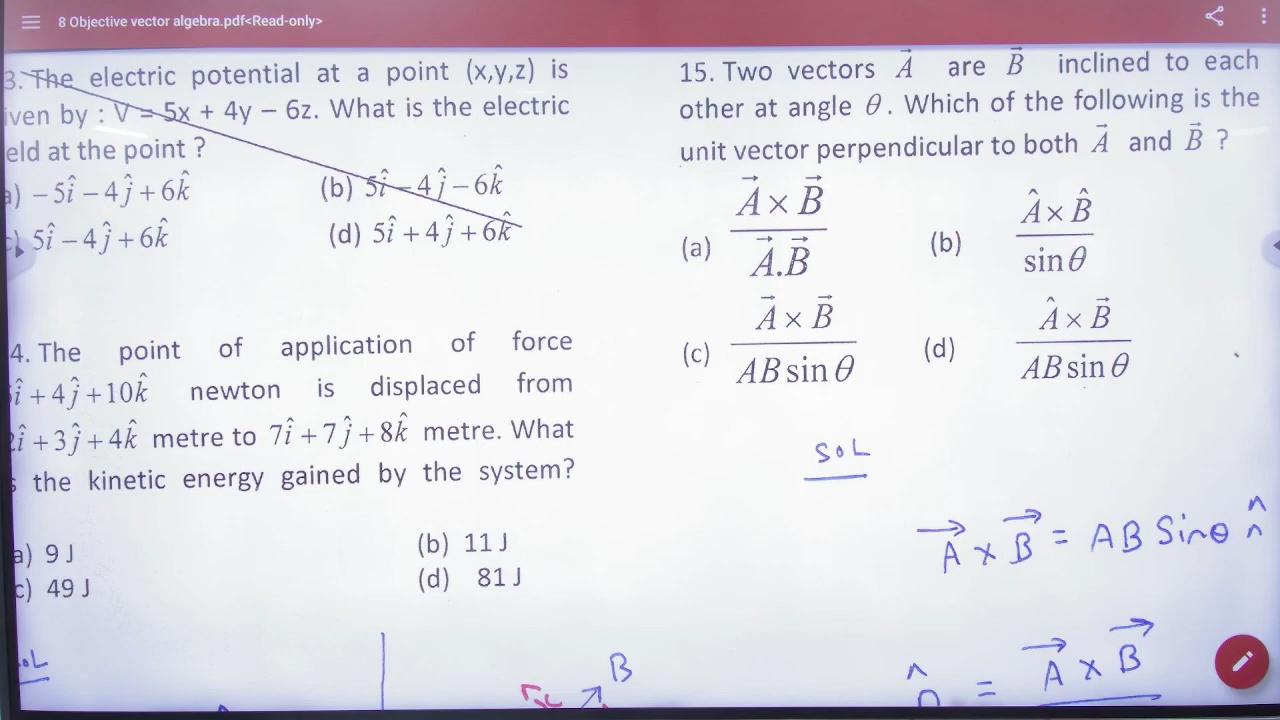 8 Objective vector algebra.pdf<Read-only>
3. The electric potential at a point (x,y,z) is
iven by : V = 5x + 4y − 6z. What is the electric
eld at the point ?
a) −5î − 4ĵ + 6k̂ (b) 5î − 4ĵ − 6k̂
c) 5î − 4ĵ + 6k̂ (d) 5î + 4ĵ + 6k̂
4. The point of application of force
î + 4ĵ + 10k̂ newton is displaced from
2î + 3ĵ + 4k̂ metre to 7î + 7ĵ + 8k̂ metre. What
s the kinetic energy gained by the system?
a) 9 J (b) 11 J
c) 49 J (d) 81 J
oL
B
15. Two vectors A⃗ are B⃗ inclined to each
other at angle θ. Which of the following is the
unit vector perpendicular to both A⃗ and B⃗ ?
(a) A⃗ × B⃗ / A⃗.B⃗ (b) Â × B̂ / sin θ
(c) A⃗ × B⃗ / AB sin θ (d) Â × B⃗ / AB sin θ
SOL
A⃗ × B⃗ = AB Sinθ n̂
n̂ = A⃗ × B⃗